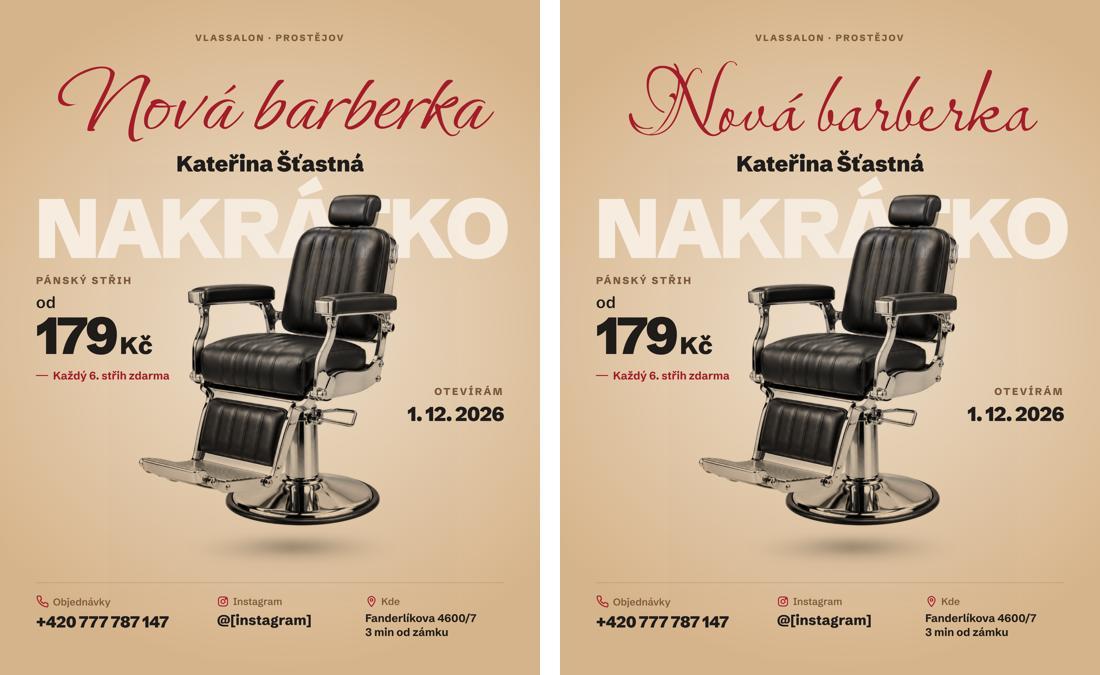 VLASSALON · PROSTĚJOV
Nová barberka
Kateřina Šťastná
NAKRÁTKO
PÁNSKÝ STŘIH
od
179 Kč
— Každý 6. střih zdarma
OTEVÍRÁM
1. 12. 2026
Objednávky
+420 777 787 147
Instagram
@[instagram]
Kde
Fanderlíkova 4600/7
3 min od zámku
VLASSALON · PROSTĚJOV
Nová barberka
Kateřina Šťastná
NAKRÁTKO
PÁNSKÝ STŘIH
od
179 Kč
— Každý 6. střih zdarma
OTEVÍRÁM
1. 12. 2026
Objednávky
+420 777 787 147
Instagram
@[instagram]
Kde
Fanderlíkova 4600/7
3 min od zámku